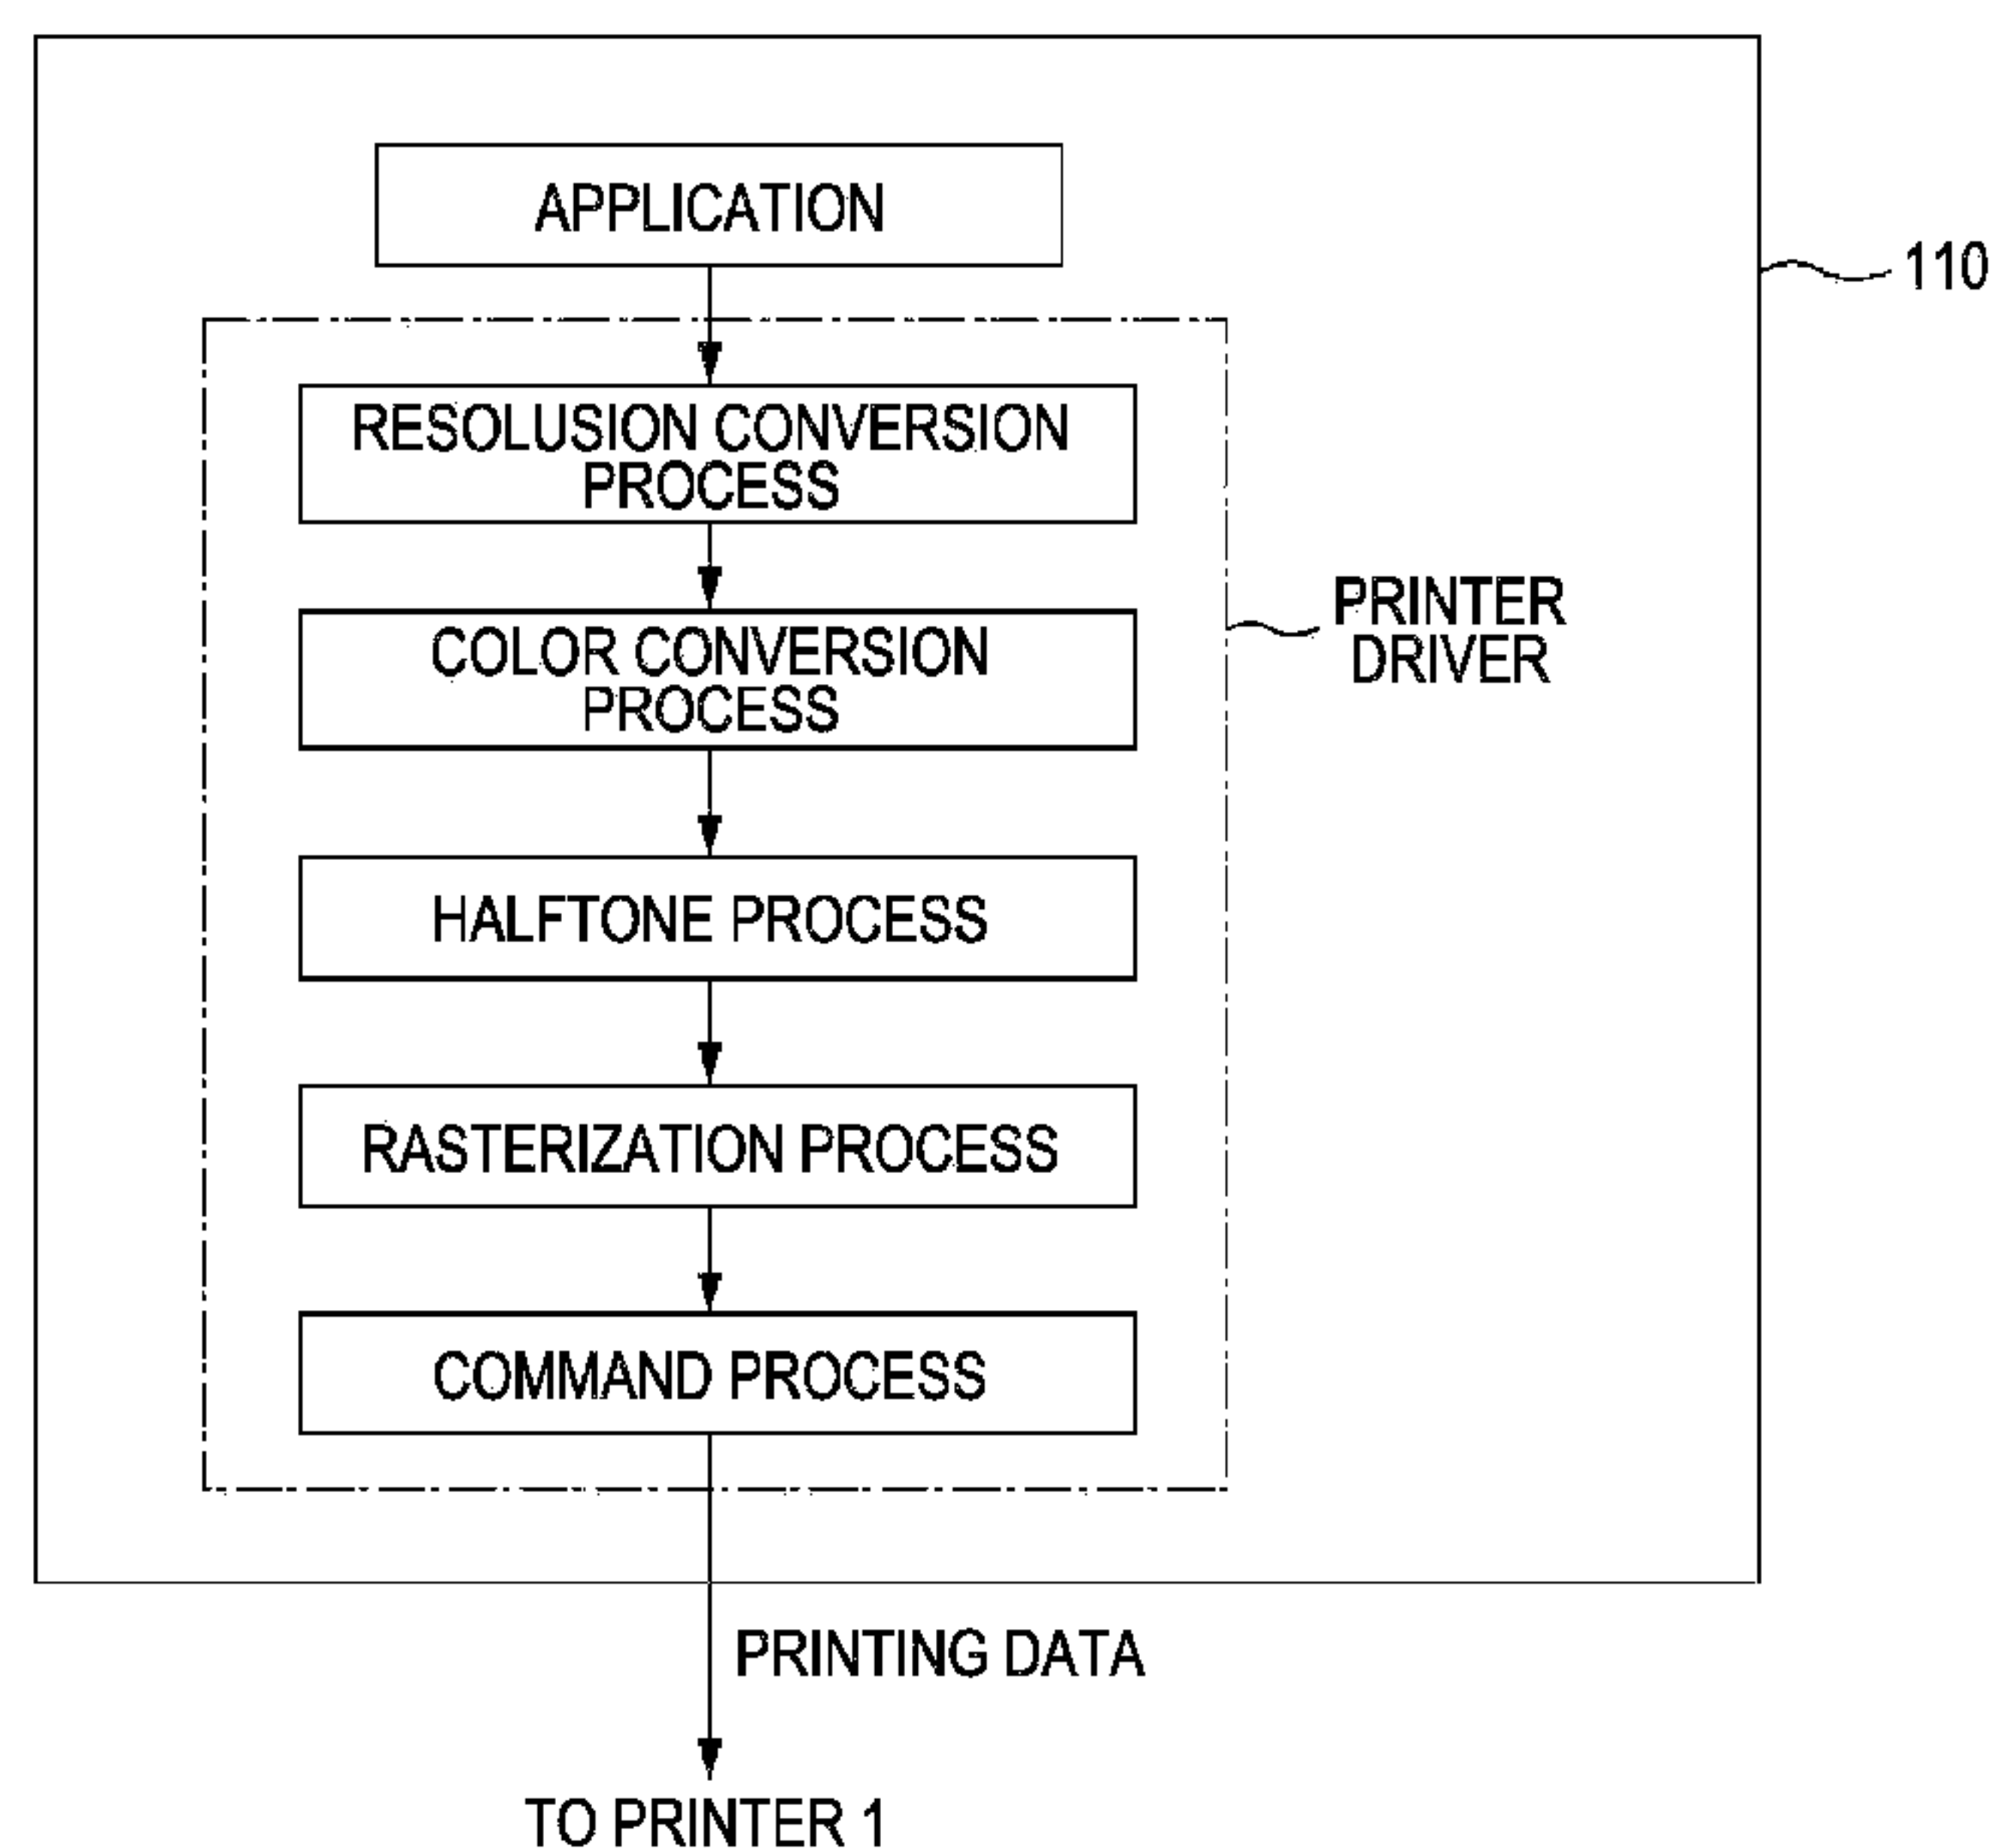 APPLICATION
110
RESOLUSION CONVERSION
PROCESS
PRINTER
DRIVER
COLOR CONVERSION
PROCESS
HALFTONE PROCESS
RASTERIZATION PROCESS
COMMAND PROCESS
PRINTING DATA
TO PRINTER 1